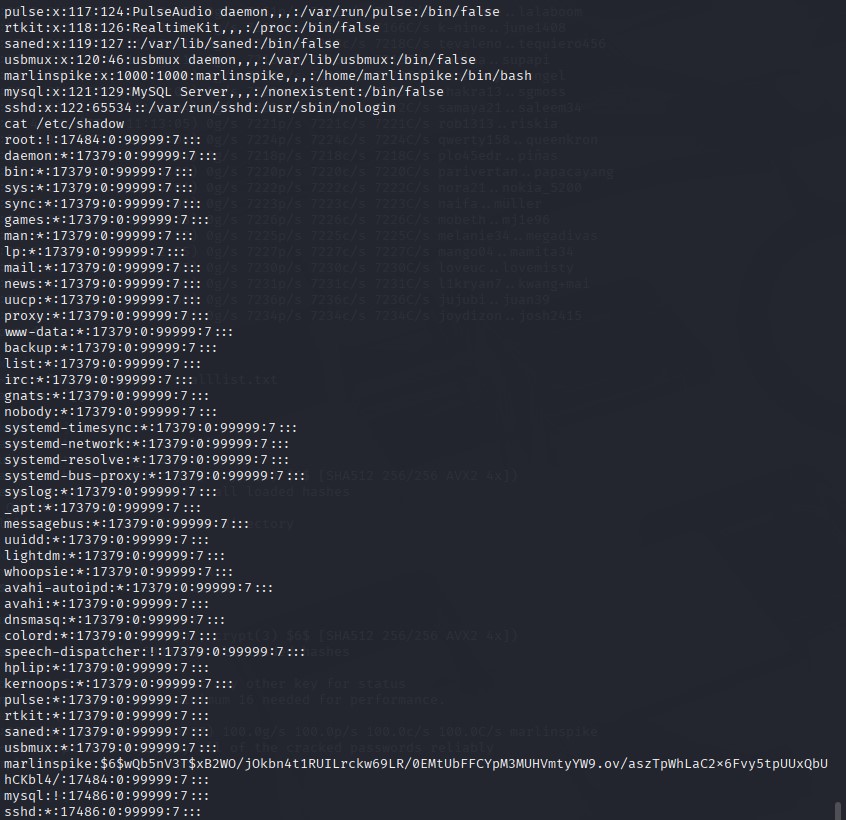 pulse:x:117:124:PulseAudio daemon,,,:/var/run/pulse:/bin/false
rtkit:x:118:126:RealtimeKit,,,:/proc:/bin/false
saned:x:119:127::/var/lib/saned:/bin/false
usbmux:x:120:46:usbmux daemon,,,:/var/lib/usbmux:/bin/false
marlinspike:x:1000:1000:marlinspike,,,:/home/marlinspike:/bin/bash
mysql:x:121:129:MySQL Server,,,:/nonexistent:/bin/false
sshd:x:122:65534::/var/run/sshd:/usr/sbin/nologin
cat /etc/shadow
root:!:17484:0:99999:7:::
daemon:*:17379:0:99999:7:::
bin:*:17379:0:99999:7:::
sys:*:17379:0:99999:7:::
sync:*:17379:0:99999:7:::
games:*:17379:0:99999:7:::
man:*:17379:0:99999:7:::
lp:*:17379:0:99999:7:::
mail:*:17379:0:99999:7:::
news:*:17379:0:99999:7:::
uucp:*:17379:0:99999:7:::
proxy:*:17379:0:99999:7:::
www-data:*:17379:0:99999:7:::
backup:*:17379:0:99999:7:::
list:*:17379:0:99999:7:::
irc:*:17379:0:99999:7:::
gnats:*:17379:0:99999:7:::
nobody:*:17379:0:99999:7:::
systemd-timesync:*:17379:0:99999:7:::
systemd-network:*:17379:0:99999:7:::
systemd-resolve:*:17379:0:99999:7:::
systemd-bus-proxy:*:17379:0:99999:7:::
syslog:*:17379:0:99999:7:::
_apt:*:17379:0:99999:7:::
messagebus:*:17379:0:99999:7:::
uuidd:*:17379:0:99999:7:::
lightdm:*:17379:0:99999:7:::
whoopsie:*:17379:0:99999:7:::
avahi-autoipd:*:17379:0:99999:7:::
avahi:*:17379:0:99999:7:::
dnsmasq:*:17379:0:99999:7:::
colord:*:17379:0:99999:7:::
speech-dispatcher:!:17379:0:99999:7:::
hplip:*:17379:0:99999:7:::
kernoops:*:17379:0:99999:7:::
pulse:*:17379:0:99999:7:::
rtkit:*:17379:0:99999:7:::
saned:*:17379:0:99999:7:::
usbmux:*:17379:0:99999:7:::
marlinspike:$6$wQb5nV3T$xB2WO/jOkbn4t1RUILrckw69LR/0EMtUbFFCYpM3MUHVmtyYW9.ov/aszTpWhLaC2x6Fvy5tpUUxQbU
hCKbl4/:17484:0:99999:7:::
mysql:!:17486:0:99999:7:::
sshd:*:17486:0:99999:7:::